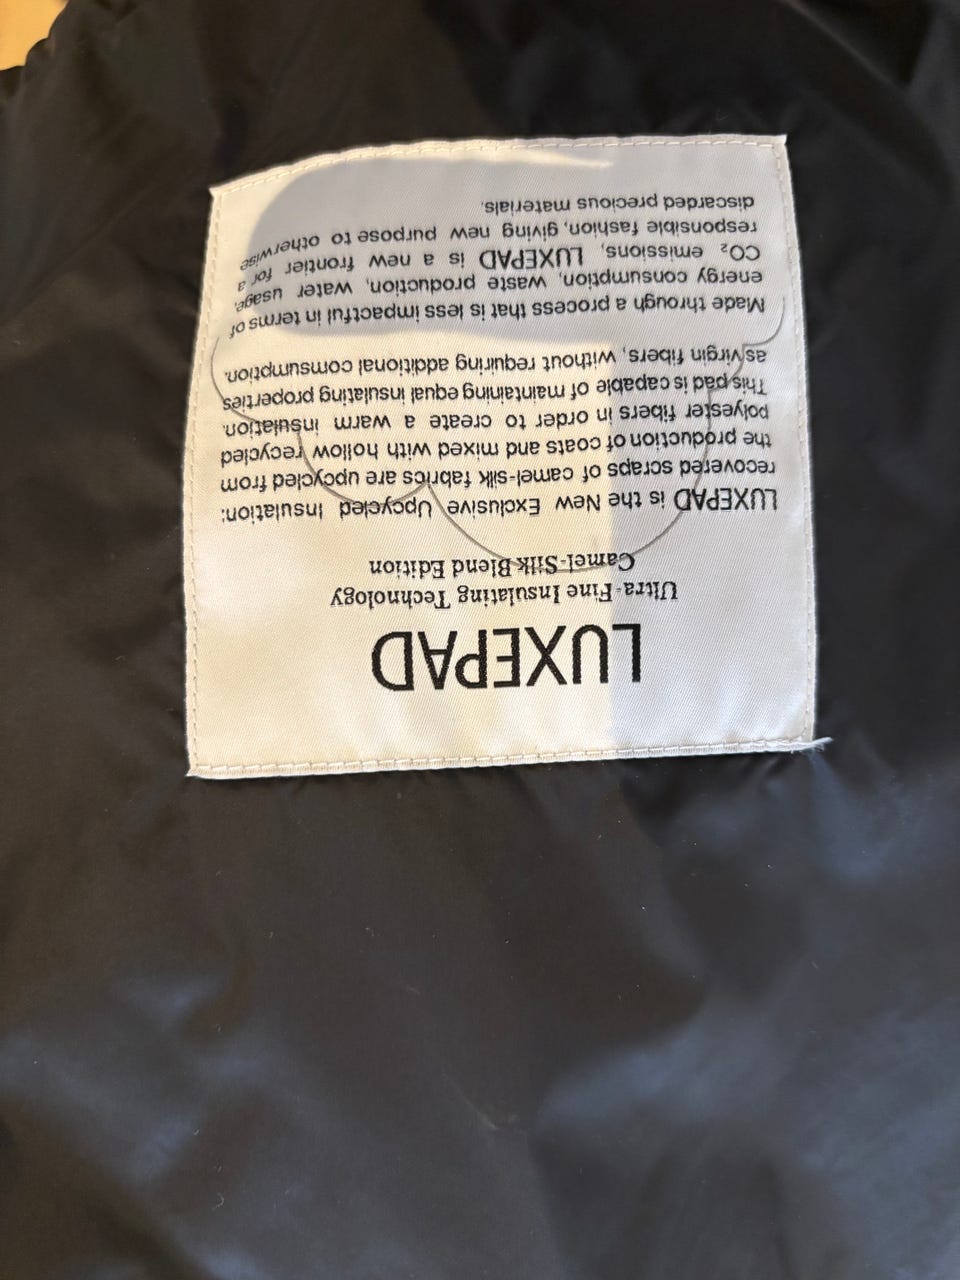 LUXEPAD
Ultra-Fine Insulating Technology
Camel-Silk Blend Edition
LUXEPAD is the New Exclusive Upcycled Insulation:
recovered scraps of camel-silk fabrics are upcycled from
the production of coats and mixed with hollow recycled
polyester fibers in order to create a warm insulation.
This pad is capable of maintaining equal insulating properties
as virgin fibers, without requiring additional comsumption.
Made through a process that is less impactful in terms of
energy consumption, waste production, water usage,
CO₂ emissions, LUXEPAD is a new frontier for a
responsible fashion, giving new purpose to otherwise
discarded precious materials.